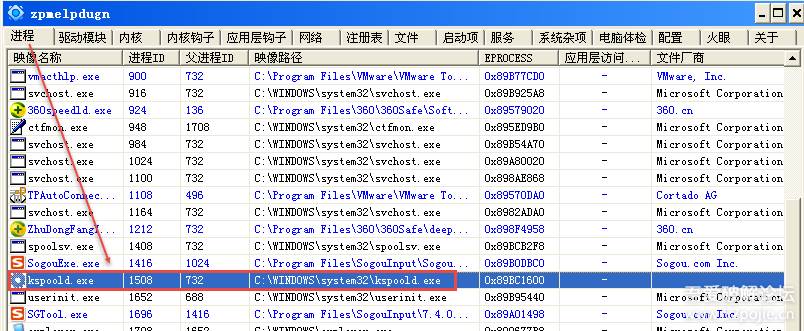 zpmelpdugn
进程 驱动模块 内核 内核钩子 应用层钩子 网络 注册表 文件 启动项 服务 系统杂项 电脑体检 配置 火眼 关于
映像名称 进程ID 父进程ID 映像路径 EPROCESS 应用层访问... 文件厂商
vmacthlp.exe 900 732 C:\Program Files\VMware\VMware To... 0x89B77CD0 - VMware, Inc.
svchost.exe 916 732 C:\WINDOWS\system32\svchost.exe 0x89B925A8 - Microsoft Corporation
360speedld.exe 924 136 C:\Program Files\360\360Safe\Soft... 0x89579020 - 360.cn
ctfmon.exe 948 1708 C:\WINDOWS\system32\ctfmon.exe 0x895ED9B0 - Microsoft Corporation
svchost.exe 984 732 C:\WINDOWS\system32\svchost.exe 0x89B54A70 - Microsoft Corporation
svchost.exe 1024 732 C:\WINDOWS\system32\svchost.exe 0x89A80020 - Microsoft Corporation
svchost.exe 1100 732 C:\WINDOWS\system32\svchost.exe 0x898AE868 - Microsoft Corporation
TPAutoConnec... 1108 496 C:\Program Files\VMware\VMware To... 0x89570DA0 - Cortado AG
svchost.exe 1164 732 C:\WINDOWS\system32\svchost.exe 0x8982ADA0 - Microsoft Corporation
ZhuDongFangY... 1212 732 C:\Program Files\360\360Safe\deep... 0x898F4958 - 360.cn
spoolsv.exe 1408 732 C:\WINDOWS\system32\spoolsv.exe 0x89BCB2F8 - Microsoft Corporation
SogouExe.exe 1416 1024 C:\Program Files\SogouInput\Sogou... 0x89B0DBC0 - Sogou.com Inc.
kspoold.exe 1508 732 C:\WINDOWS\system32\kspoold.exe 0x89BC1600 -
userinit.exe 1652 688 C:\WINDOWS\system32\userinit.exe 0x89B95440 - Microsoft Corporation
SGTool.exe 1696 1416 C:\Program Files\SogouInput\7.4.0... 0x89A01498 - Sogou.com Inc.
吾爱破解论坛
www.52pojie.cn